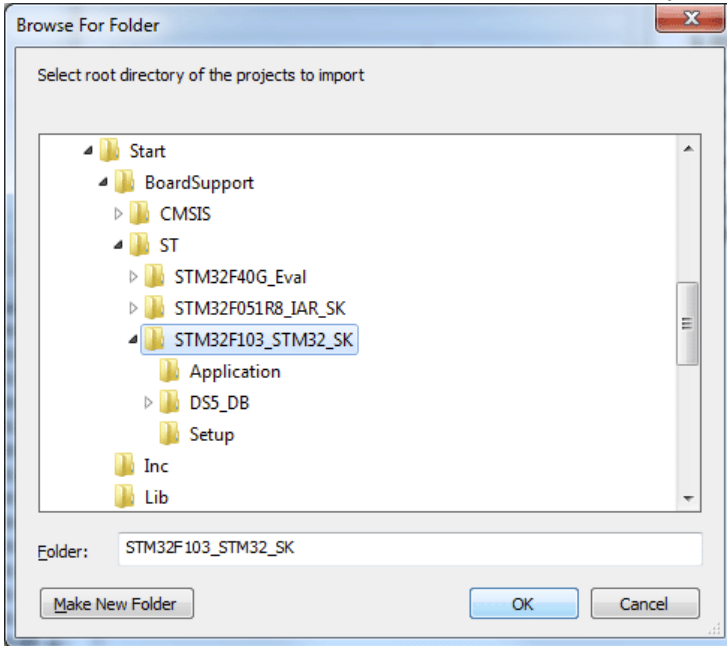 Browse For Folder
Select root directory of the projects to import
Start
BoardSupport
CMSIS
ST
STM32F40G_Eval
STM32F051R8_IAR_SK
STM32F103_STM32_SK
Application
DS5_DB
Setup
Inc
Lib
Folder: STM32F103_STM32_SK
Make New Folder OK Cancel